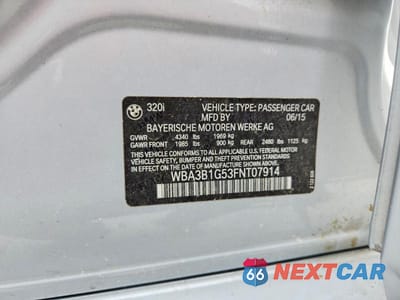 320i VEHICLE-TYPE: PASSENGER CAR
MFD BY 06/15
BAYERISCHE MOTOREN WERKE AG
GVWR 4340 lbs 1969 kg
GAWR FRONT 1985 lbs 900 kg REAR 2480 lbs 1125 kg
THIS VEHICLE CONFORMS TO ALL APPLICABLE U.S. FEDERAL MOTOR
VEHICLE SAFETY, BUMPER, AND THEFT PREVENTION STANDARDS
IN EFFECT ON THE DATE OF MANUFACTURE SHOWN ABOVE.
WBA3B1G53FNT07914
66 NEXTCAR